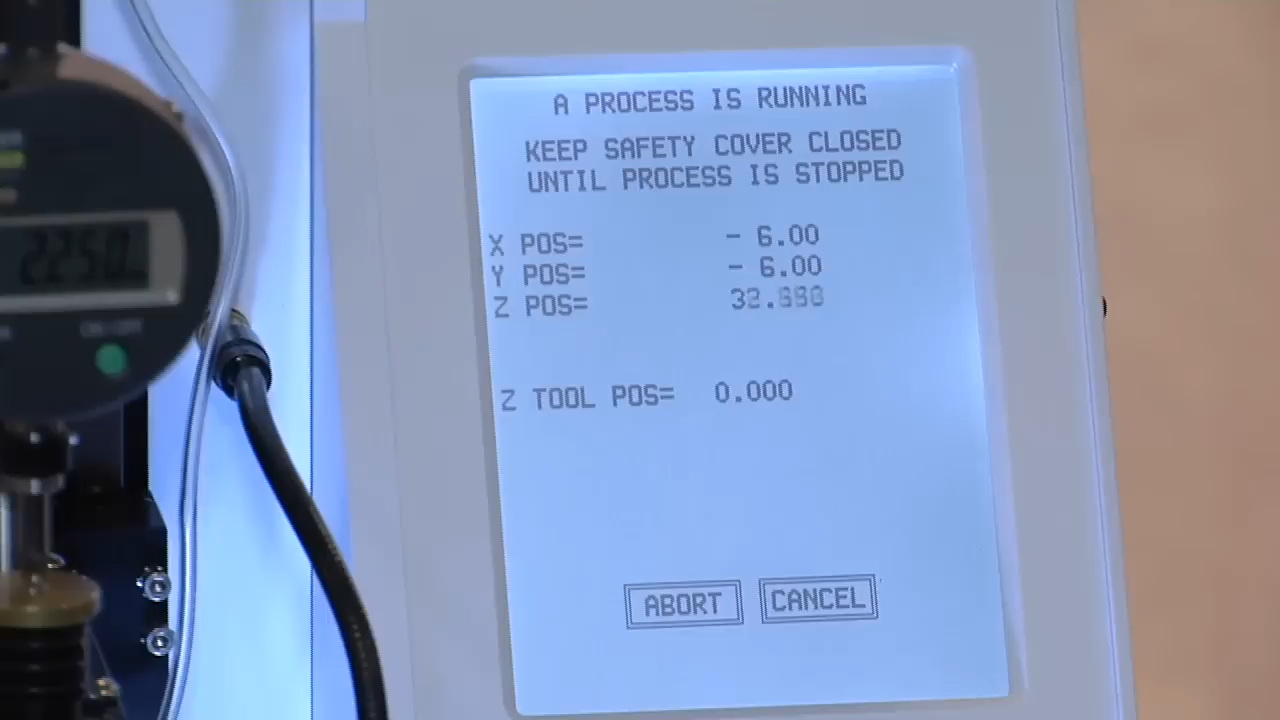 A PROCESS IS RUNNING
KEEP SAFETY COVER CLOSED
UNTIL PROCESS IS STOPPED
X POS= - 6.00
Y POS= - 6.00
Z POS=
Z TOOL POS= 0.000
ABORT CANCEL